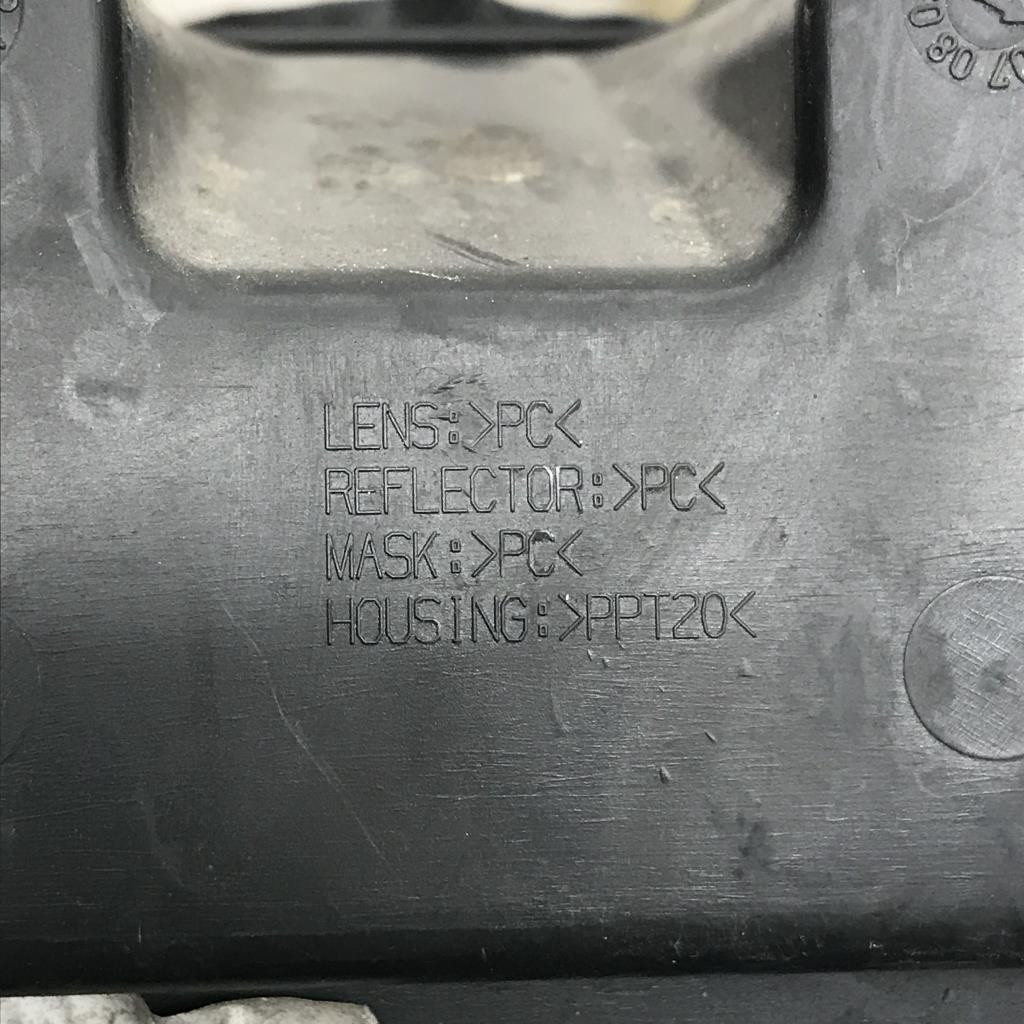 LENS:>PC<
REFLECTOR:>PC<
MASK:>PC<
HOUSING:>PPT20<